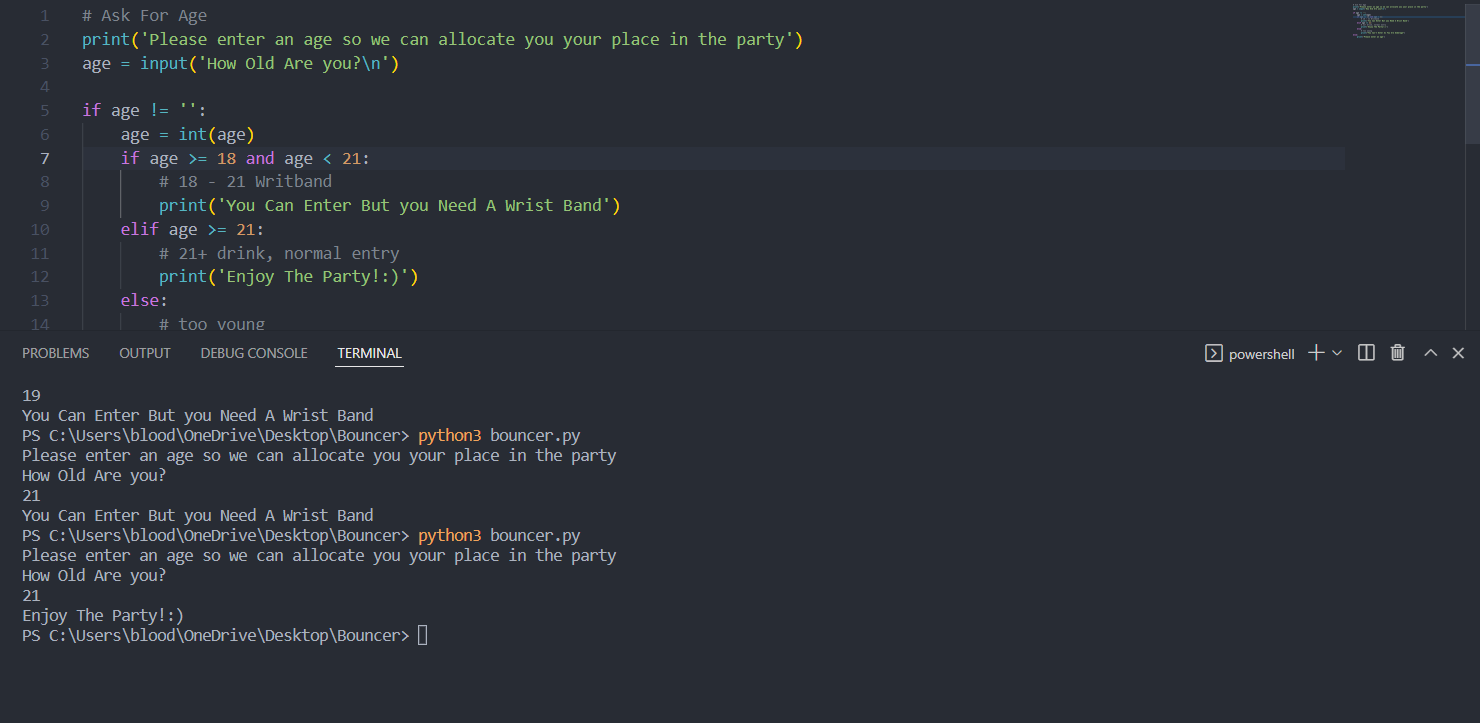 1 # Ask For Age
2 print('Please enter an age so we can allocate you your place in the party')
3 age = input('How Old Are you?\n')
4
5 if age != '':
6 age = int(age)
7 if age >= 18 and age < 21:
8 # 18 - 21 Writband
9 print('You Can Enter But you Need A Wrist Band')
10 elif age >= 21:
11 # 21+ drink, normal entry
12 print('Enjoy The Party!:)')
13 else:
14 # too young
PROBLEMS OUTPUT DEBUG CONSOLE TERMINAL powershell
19
You Can Enter But you Need A Wrist Band
PS C:\Users\blood\OneDrive\Desktop\Bouncer> python3 bouncer.py
Please enter an age so we can allocate you your place in the party
How Old Are you?
21
You Can Enter But you Need A Wrist Band
PS C:\Users\blood\OneDrive\Desktop\Bouncer> python3 bouncer.py
Please enter an age so we can allocate you your place in the party
How Old Are you?
21
Enjoy The Party!:)
PS C:\Users\blood\OneDrive\Desktop\Bouncer>